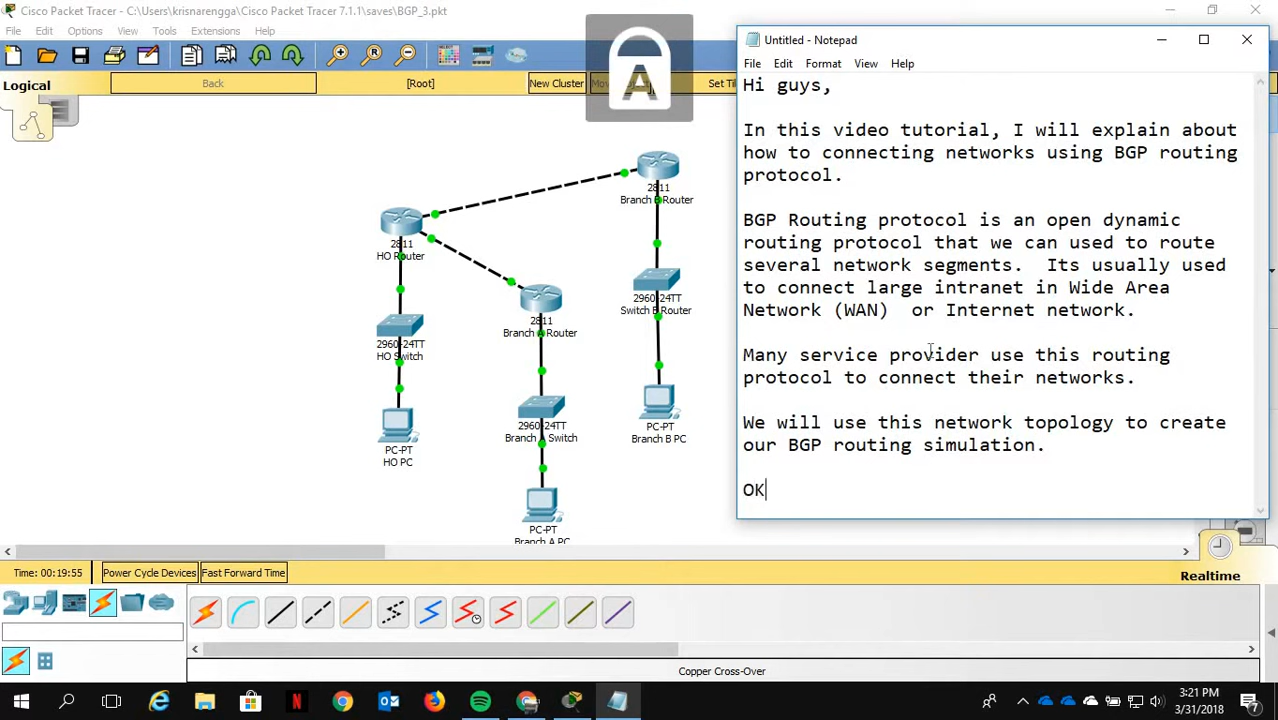 Cisco Packet Tracer - C:\Users\krisnarengga\Cisco Packet Tracer 7.1.1\saves\BGP_3.pkt
File Edit Options View Tools Extensions Help
Logical
Back
[Root]
New Cluster
Set Til
A
2811
Branch B Router
2811
HO Router
2960-24TT
HO Switch
PC-PT
HO PC
2811
Branch A Router
2960-24TT
Branch A Switch
PC-PT
Branch A PC
2960-24TT
Switch B Router
PC-PT
Branch B PC
Untitled - Notepad
File Edit Format View Help
Hi guys,
In this video tutorial, I will explain about
how to connecting networks using BGP routing
protocol.
BGP Routing protocol is an open dynamic
routing protocol that we can used to route
several network segments.  Its usually used
to connect large intranet in Wide Area
Network (WAN)  or Internet network.
Many service provider use this routing
protocol to connect their networks.
We will use this network topology to create
our BGP routing simulation.
OK
Time: 00:19:55
Power Cycle Devices
Fast Forward Time
Realtime
Copper Cross-Over
3:21 PM
3/31/2018
7